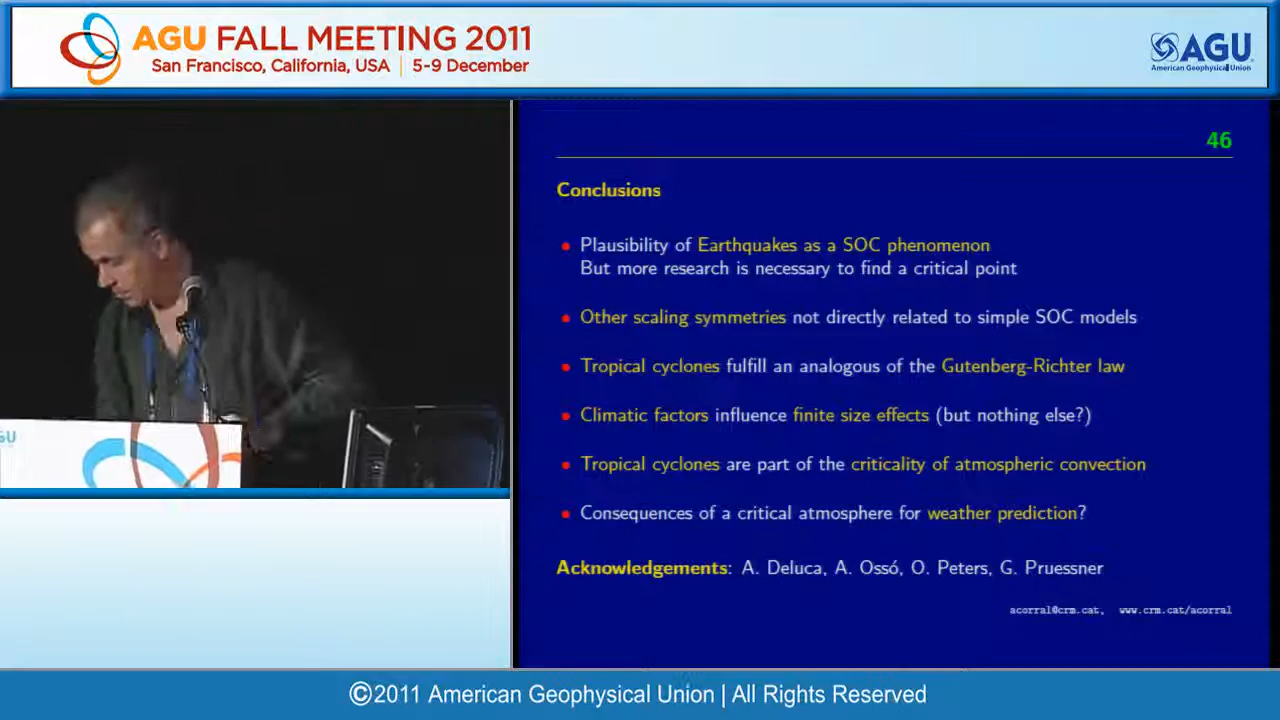 AGU FALL MEETING 2011
San Francisco, California, USA | 5-9 December
AGU
American Geophysical Union
46
Conclusions
Plausibility of Earthquakes as a SOC phenomenon
But more research is necessary to find a critical point
Other scaling symmetries not directly related to simple SOC models
Tropical cyclones fulfill an analogous of the Gutenberg-Richter law
Climatic factors influence finite size effects (but nothing else?)
Tropical cyclones are part of the criticality of atmospheric convection
Consequences of a critical atmosphere for weather prediction?
Acknowledgements: A. Deluca, A. Ossó, O. Peters, G. Pruessner
acorral@crm.cat, www.crm.cat/acorral
GU
©2011 American Geophysical Union | All Rights Reserved